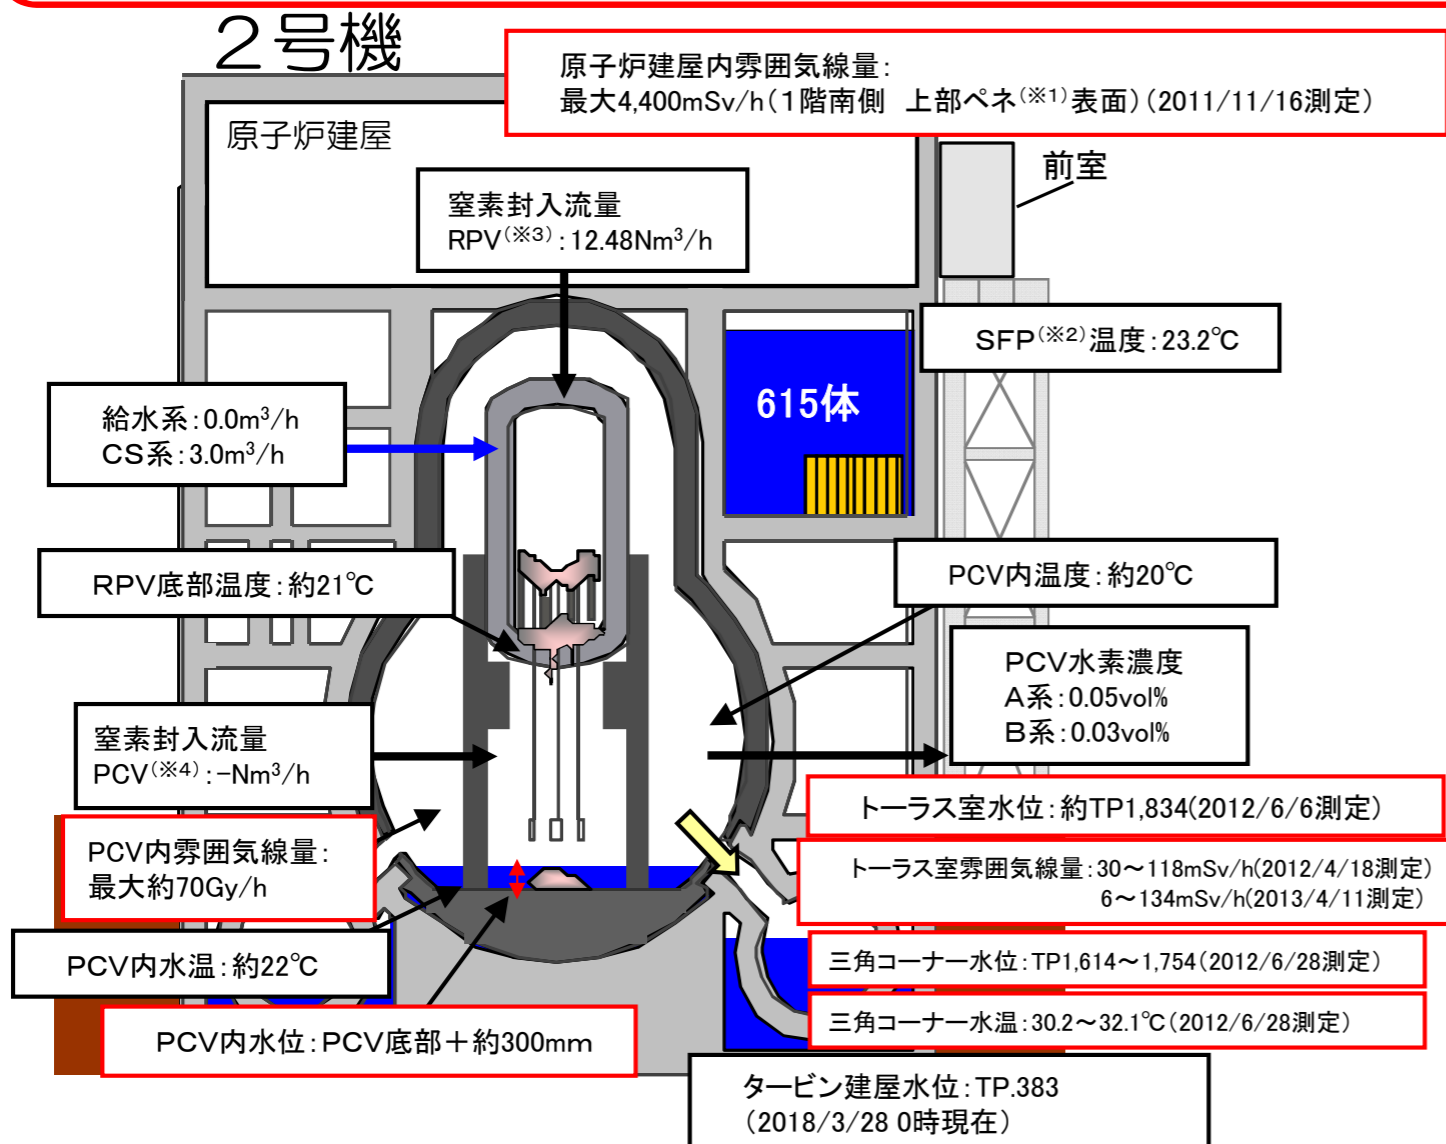 ２号機
原子炉建屋内雰囲気線量：
最大4,400mSv/h（１階南側　上部ペネ(※1)表面）（2011/11/16測定）
原子炉建屋
前室
窒素封入流量
RPV(※3)：12.48Nm3/h
SFP(※2)温度：23.2℃
給水系：0.0m3/h
CS系：3.0m3/h
615体
RPV底部温度：約21℃
PCV内温度：約20℃
PCV水素濃度
A系：0.05vol%
B系：0.03vol%
窒素封入流量
PCV(※4)：-Nm3/h
トーラス室水位：約TP1,834(2012/6/6測定)
PCV内雰囲気線量：
最大約70Gy/h
トーラス室雰囲気線量：30～118mSv/h(2012/4/18測定)
6～134mSv/h(2013/4/11測定)
PCV内水温：約22℃
三角コーナー水位：TP1,614～1,754（2012/6/28測定）
三角コーナー水温：30.2～32.1℃（2012/6/28測定）
PCV内水位：PCV底部＋約300mm
タービン建屋水位：TP.383
（2018/3/28 0時現在）